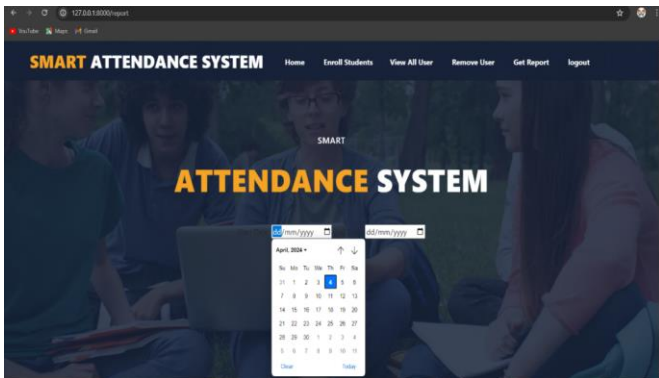 127.0.0.1:8000/report
YouTube Maps Gmail
SMART ATTENDANCE SYSTEM Home Enroll Students View All User Remove User Get Report logout
SMART
ATTENDANCE SYSTEM
dd/mm/yyyy dd/mm/yyyy
April, 2024
Su Mo Tu We Th Fr Sa
31 1 2 3 4 5 6
7 8 9 10 11 12 13
14 15 16 17 18 19 20
21 22 23 24 25 26 27
28 29 30 1 2 3 4
5 6 7 8 9 10 11
Clear Today